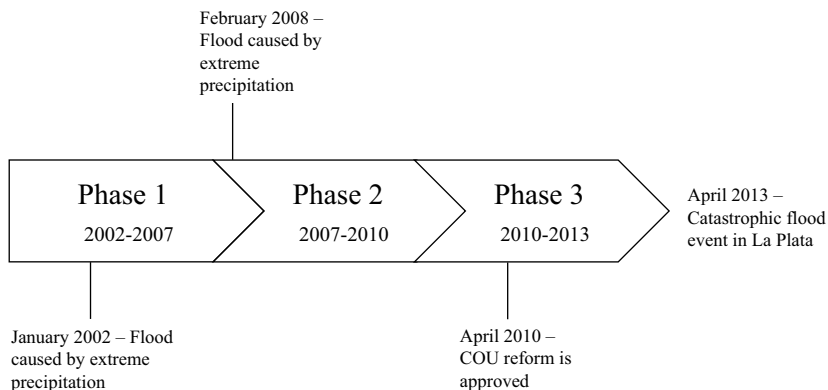 February 2008 –
Flood caused by
extreme
precipitation
Phase 1
2002-2007
Phase 2
2007-2010
Phase 3
2010-2013
April 2013 –
Catastrophic flood
event in La Plata
January 2002 – Flood
caused by extreme
precipitation
April 2010 –
COU reform is
approved